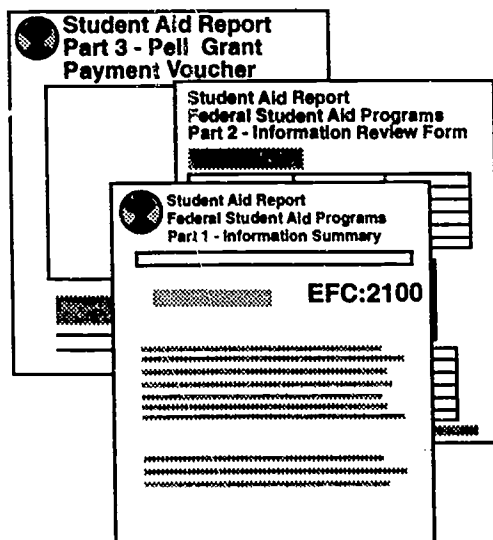 Student Aid Report
Part 3 - Pell Grant
Payment Voucher
Student Aid Report
Federal Student Aid Programs
Part 2 - Information Review Form
Student Aid Report
Federal Student Aid Programs
Part 1 - Information Summary
EFC:2100